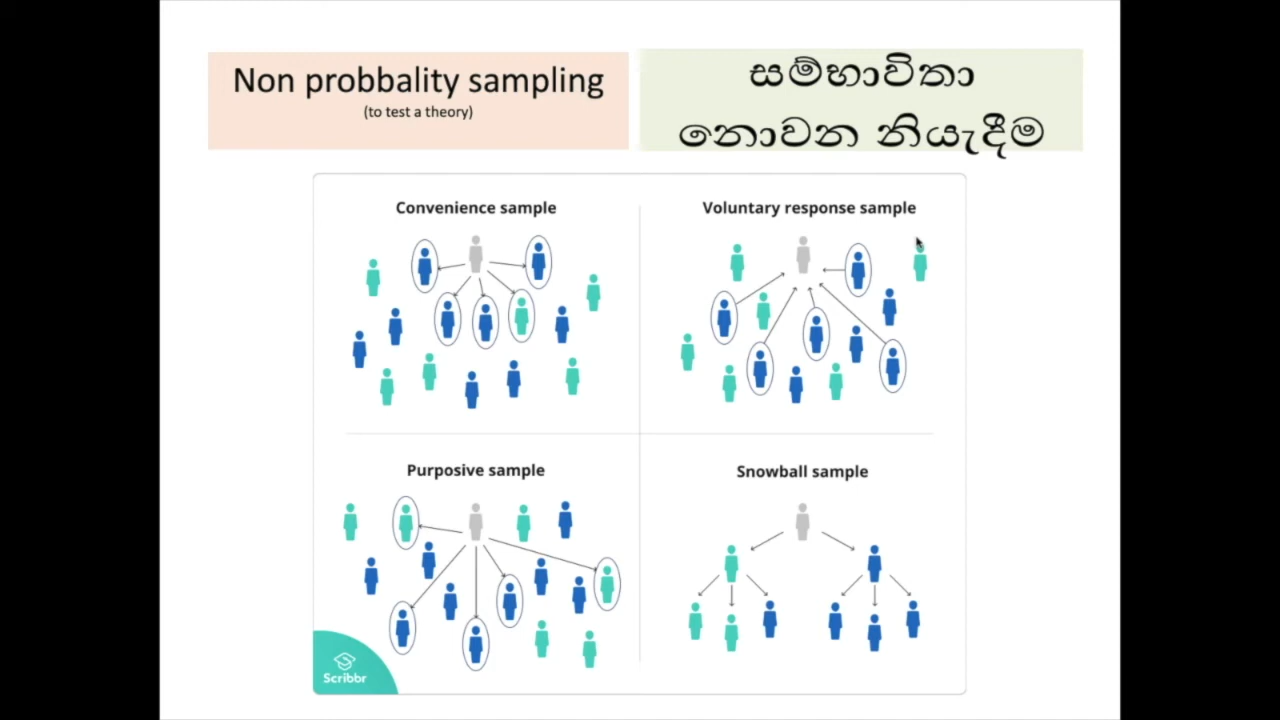 Non probbality sampling
(to test a theory)
සම්භාවිතා
නොවන නියැදීම
Convenience sample
Voluntary response sample
Purposive sample
Snowball sample
Scribbr